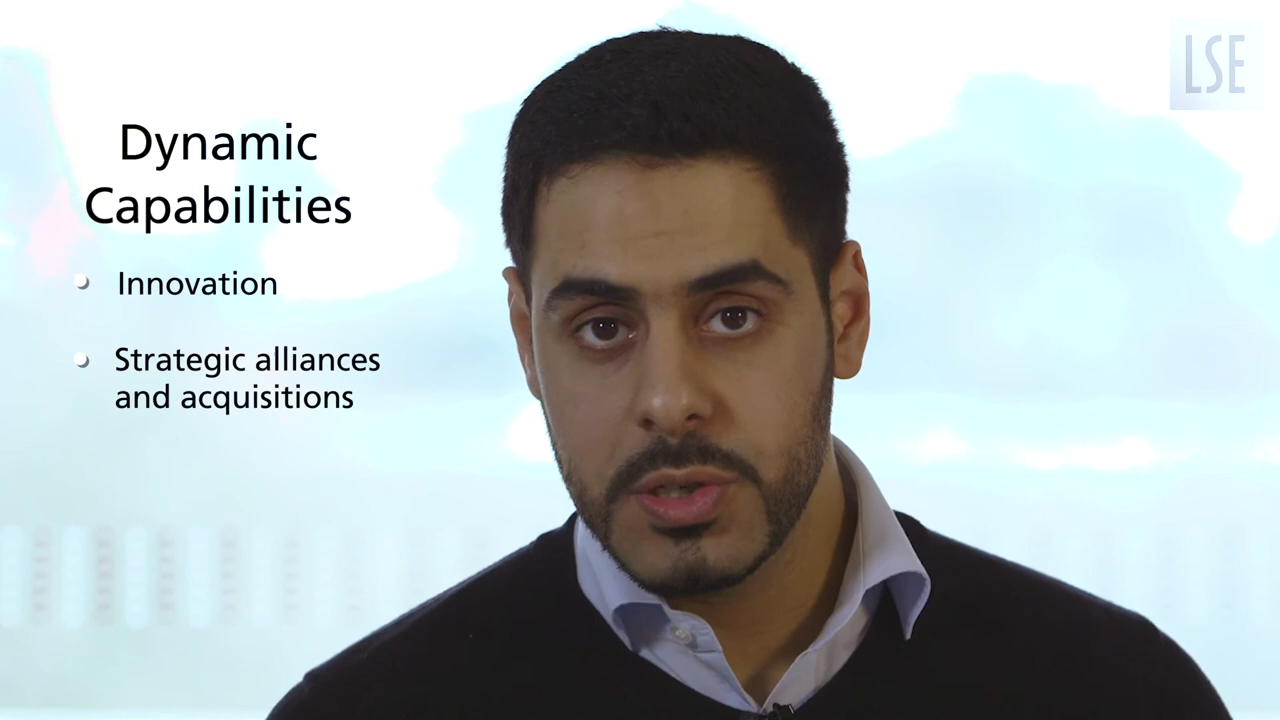 LSE
Dynamic
Capabilities
Innovation
Strategic alliances
and acquisitions